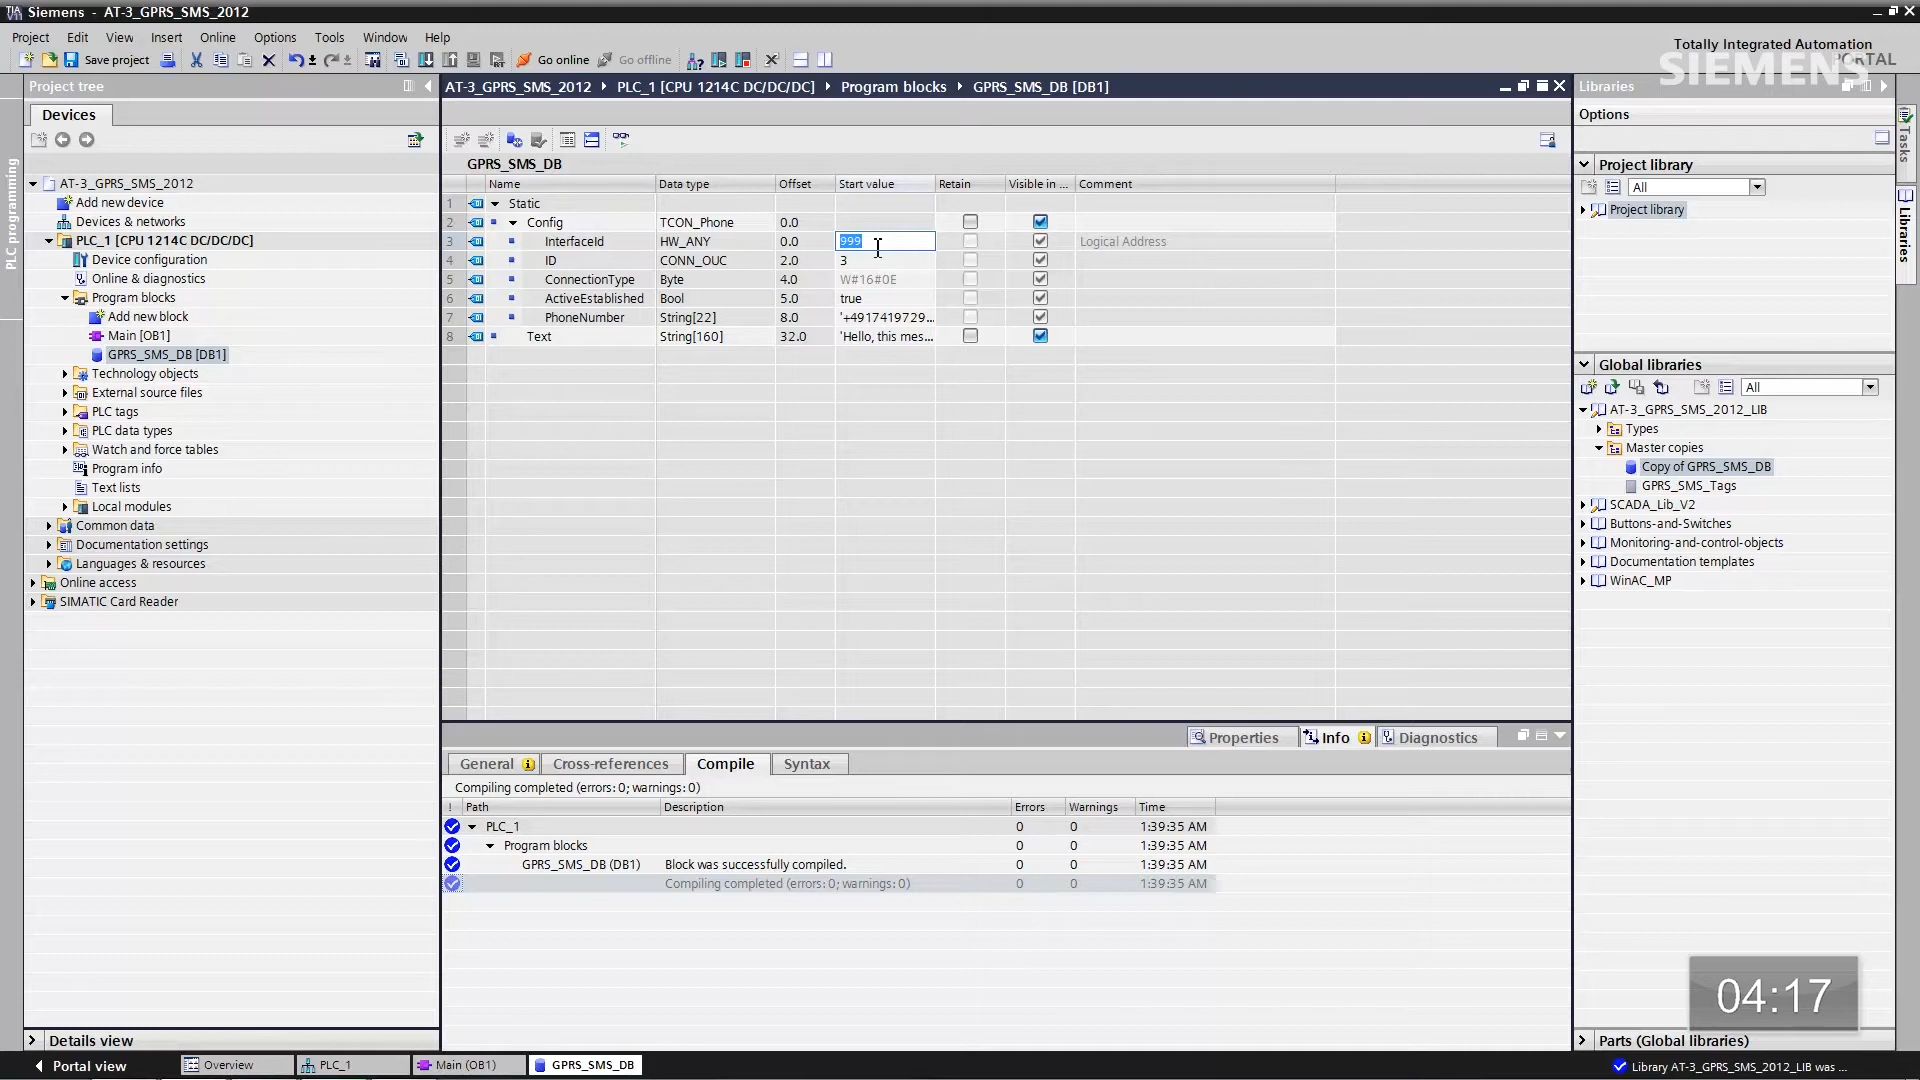 Siemens - AT-3_GPRS_SMS_2012
Project Edit View Insert Online Options Tools Window Help
Totally Integrated Automation
PORTAL
SIEMENS
Save project Go online Go offline
Project tree
AT-3_GPRS_SMS_2012 PLC_1 [CPU 1214C DC/DC/DC] Program blocks GPRS_SMS_DB [DB1]
Libraries
Devices
Options
PLC programming
Tasks
Libraries
AT-3_GPRS_SMS_2012
Add new device
Devices & networks
PLC_1 [CPU 1214C DC/DC/DC]
Device configuration
Online & diagnostics
Program blocks
Add new block
Main [OB1]
GPRS_SMS_DB [DB1]
Technology objects
External source files
PLC tags
PLC data types
Watch and force tables
Program info
Text lists
Local modules
Common data
Documentation settings
Languages & resources
Online access
SIMATIC Card Reader
Details view
GPRS_SMS_DB
Name Data type Offset Start value Retain Visible in ... Comment
1 Static
2 Config TCON_Phone 0.0
3 InterfaceId HW_ANY 0.0 999 Logical Address
4 ID CONN_OUC 2.0 3
5 ConnectionType Byte 4.0 W#16#0E
6 ActiveEstablished Bool 5.0 true
7 PhoneNumber String[22] 8.0 '+4917419729...
8 Text String[160] 32.0 'Hello, this mes...
Properties Info Diagnostics
General Cross-references Compile Syntax
Compiling completed (errors: 0; warnings: 0)
! Path Description Errors Warnings Time
PLC_1 0 0 1:39:35 AM
Program blocks 0 0 1:39:35 AM
GPRS_SMS_DB (DB1) Block was successfully compiled. 0 0 1:39:35 AM
Compiling completed (errors: 0; warnings: 0) 0 0 1:39:35 AM
Project library
All
Project library
Global libraries
All
AT-3_GPRS_SMS_2012_LIB
Types
Master copies
Copy of GPRS_SMS_DB
GPRS_SMS_Tags
SCADA_Lib_V2
Buttons-and-Switches
Monitoring-and-control-objects
Documentation templates
WinAC_MP
04:17
Parts (Global libraries)
Portal view Overview PLC_1 Main (OB1) GPRS_SMS_DB
Library AT-3_GPRS_SMS_2012_LIB was ...